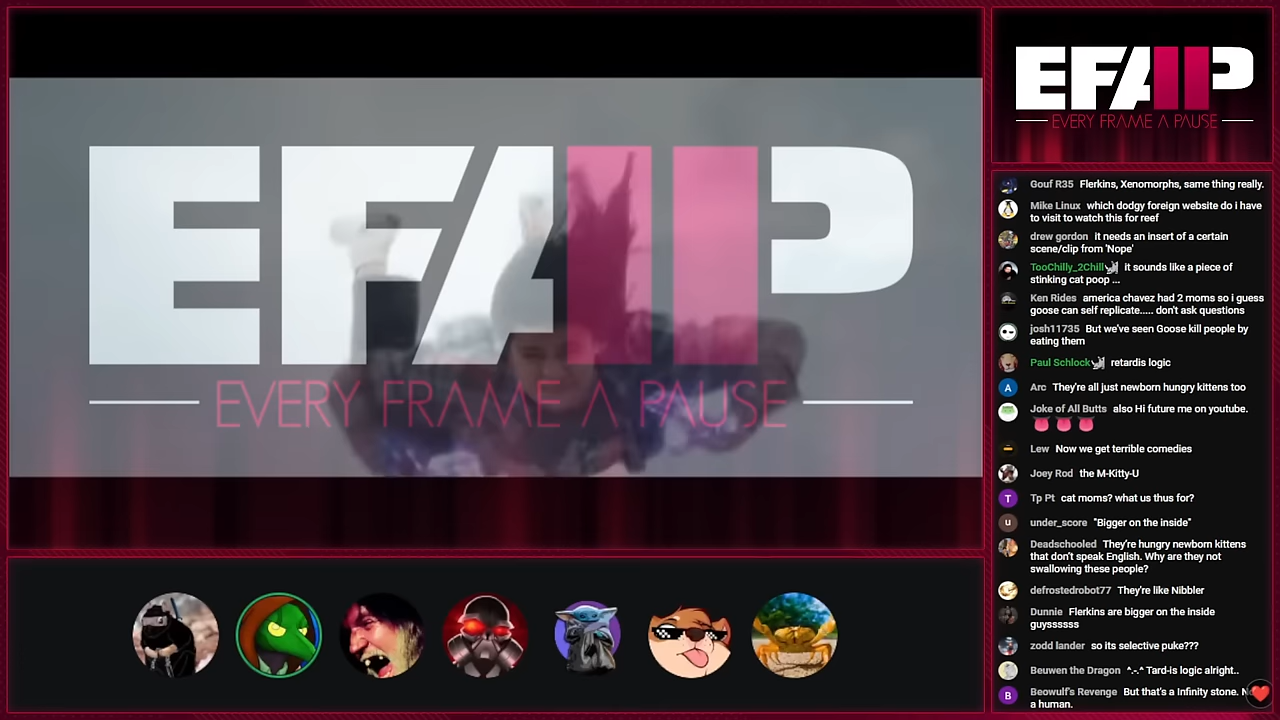 EFAP
EVERY FRAME A PAUSE
EFAP
EVERY FRAME A PAUSE
Gouf R35 Flerkins, Xenomorphs, same thing really.
Mike Linux which dodgy foreign website do i have
to visit to watch this for reef
drew gordon it needs an insert of a certain
scene/clip from 'Nope'
TooChilly_2Chill it sounds like a piece of
stinking cat poop ...
Ken Rides america chavez had 2 moms so i guess
goose can self replicate..... don't ask questions
josh11735 But we've seen Goose kill people by
eating them
Paul Schlock retardis logic
A Arc They're all just newborn hungry kittens too
Joke of All Butts also Hi future me on youtube.
Lew Now we get terrible comedies
Joey Rod the M-Kitty-U
T Tp Pt cat moms? what us thus for?
u under_score "Bigger on the inside"
Deadschooled They're hungry newborn kittens
that don't speak English. Why are they not
swallowing these people?
defrostedrobot77 They're like Nibbler
Dunnie Flerkins are bigger on the inside
guyssssss
zodd lander so its selective puke???
Beuwen the Dragon ^.-.^ Tard-is logic alright..
B Beowulf's Revenge But that's a Infinity stone.
a human.